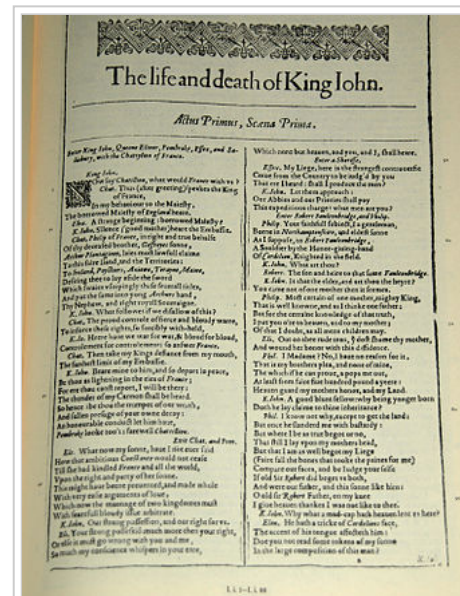 The life and death of King Iohn.
Actus Primus, Scæna Prima.
Enter King Iohn, Queene Elinor, Pembroke, Essex, and Sa-
lisbury, with the Chattylion of France.
King Iohn.
Now say Chatillion, what would France with vs?
Chat. Thus (after greeting) speakes the King
of France,
In my behauiour to the Maiesty,
The borrowed Maiesty of England heere.
Elea. A strange beginning: borrowed Maiesty?
K. Iohn. Silence (good mother) heare the Embassie.
Chat. Philip of France, in right and true behalfe
Of thy deceased brother, Geffreyes sonne,
Arthur Plantaginet, laies most lawfull claime
To this faire Iland, and the Territories:
To Ireland, Poyctiers, Aniowe, Torayne, Maine,
Desiring thee to lay aside the sword
Which swaies vsurpingly these seuerall titles,
And put the same into yong Arthurs hand,
Thy Nephew, and right royall Soueraigne.
K. Iohn. What followes if we disallow of this?
Chat. The proud controle of fierce and bloudy warre,
To inforce these rights, so forcibly with-held,
K. Io. Heere haue we war for war, & bloud for bloud,
Controlement for controlement: so answer France.
Chat. Then take my Kings defiance from my mouth,
The farthest limit of my Embassie.
K. Iohn. Beare mine to him, and so depart in peace,
Be thou as lightning in the eies of France;
For ere thou canst report, I will be there:
The thunder of my Cannon shall be heard.
So hence: be thou the trumpet of our wrath,
And sullen presage of your owne decay:
An honourable conduct let him haue,
Pembroke looke too't: farewell Chattillion.
Exit Chat. and Pem.
Ele. What now my sonne, haue I not euer said
How that ambitious Constance would not cease
Till she had kindled France and all the world,
Vpon the right and party of her sonne.
This might haue beene preuented, and made whole
With very easie arguments of loue,
Which now the mannage of two kingdomes must
With fearefull bloudy issue arbitrate.
K. Iohn. Our strong possession, and our right for vs.
Eli. Your strong possessiō much more then your right,
Or else it must go wrong with you and me,
So much my conscience whispers in your eare,
Which none but heauen, and you, and I, shall heare.
Enter a Sheriffe.
Essex. My Liege, here is the strangest controuersie
Come from the Country to be iudg'd by you
That ere I heard: shall I produce the men?
K. Iohn. Let them approach:
Our Abbies and our Priories shall pay
This expeditious charge: what men are you?
Enter Robert Faulconbridge, and Philip.
Philip. Your faithfull subiect, I a gentleman,
Borne in Northamptonshire, and eldest sonne
As I suppose, to Robert Faulconbridge,
A Souldier by the Honor-giuing-hand
Of Cordelion, Knighted in the field.
K. Iohn. What art thou?
Robert. The son and heire to that same Faulconbridge.
K. Iohn. Is that the elder, and art thou the heyre?
You came not of one mother then it seemes.
Philip. Most certain of one mother, mighty King,
That is well knowne, and as I thinke one father:
But for the certaine knowledge of that truth,
I put you o're to heauen, and to my mother;
Of that I doubt, as all mens children may.
Eli. Out on thee rude man, ẏ dost shame thy mother,
And wound her honor with this diffidence.
Phil. I Madame? No, I haue no reason for it,
That is my brothers plea, and none of mine,
The which if he can proue, a pops me out,
At least from faire fiue hundred pound a yeere:
Heauen guard my mothers honor, and my Land.
K. Iohn. A good blunt fellow: why being yonger born
Doth he lay claime to thine inheritance?
Phil. I know not why, except to get the land:
But once he slanderd me with bastardy:
But where I be as true begot or no,
That still I lay vpon my mothers head,
But that I am as well begot my Liege
(Faire fall the bones that tooke the paines for me)
Compare our faces, and be Iudge your selfe
If old Sir Robert did beget vs both,
And were our father, and this sonne like him:
O old sir Robert Father, on my knee
I giue heauen thankes I was not like to thee.
K. Iohn. Why what a mad-cap hath heauen lent vs here?
Elen. He hath a tricke of Cordelions face,
The accent of his tongue affecteth him:
Doe you not read some tokens of my sonne
In the large composition of this man?